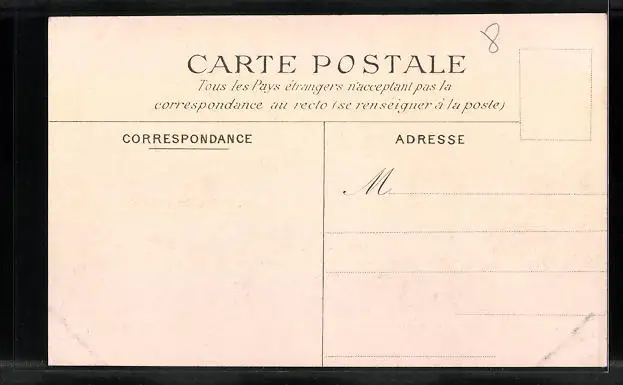 8
CARTE POSTALE
Tous les Pays étrangers n'acceptant pas la
correspondance au recto (se renseigner à la poste)
CORRESPONDANCE
ADRESSE
M